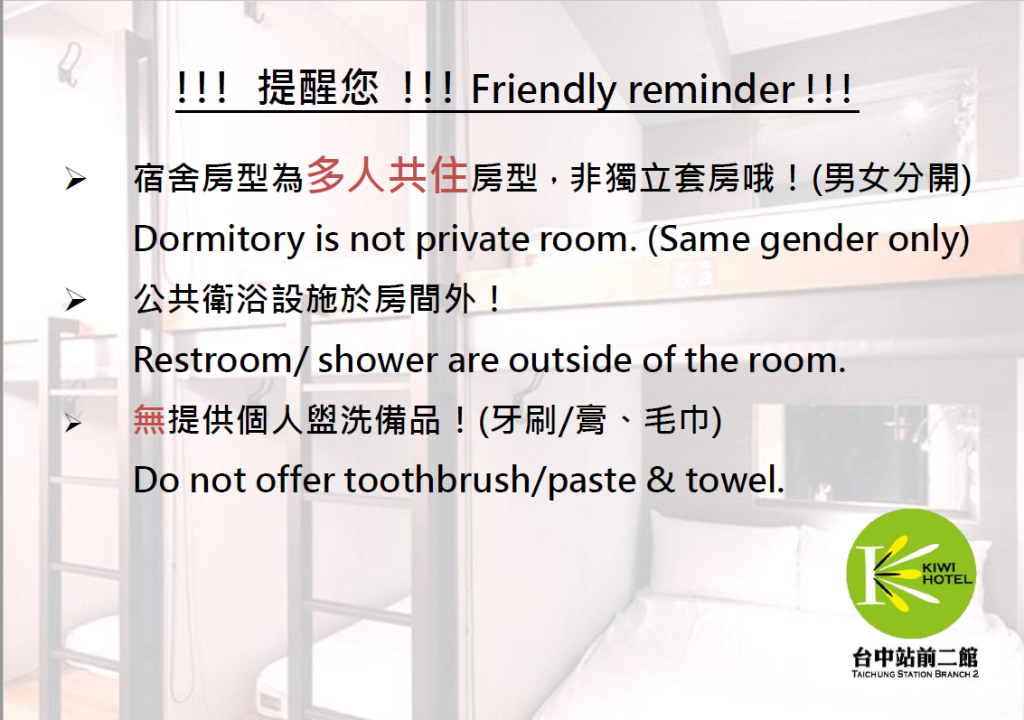 !!! 提醒您 !!! Friendly reminder !!!
➢ 宿舍房型為多人共住房型，非獨立套房哦！(男女分開)
Dormitory is not private room. (Same gender only)
➢ 公共衛浴設施於房間外！
Restroom/ shower are outside of the room.
➢ 無提供個人盥洗備品！(牙刷/膏、毛巾)
Do not offer toothbrush/paste & towel.
K KIWI
HOTEL
台中站前二館
TAICHUNG STATION BRANCH 2